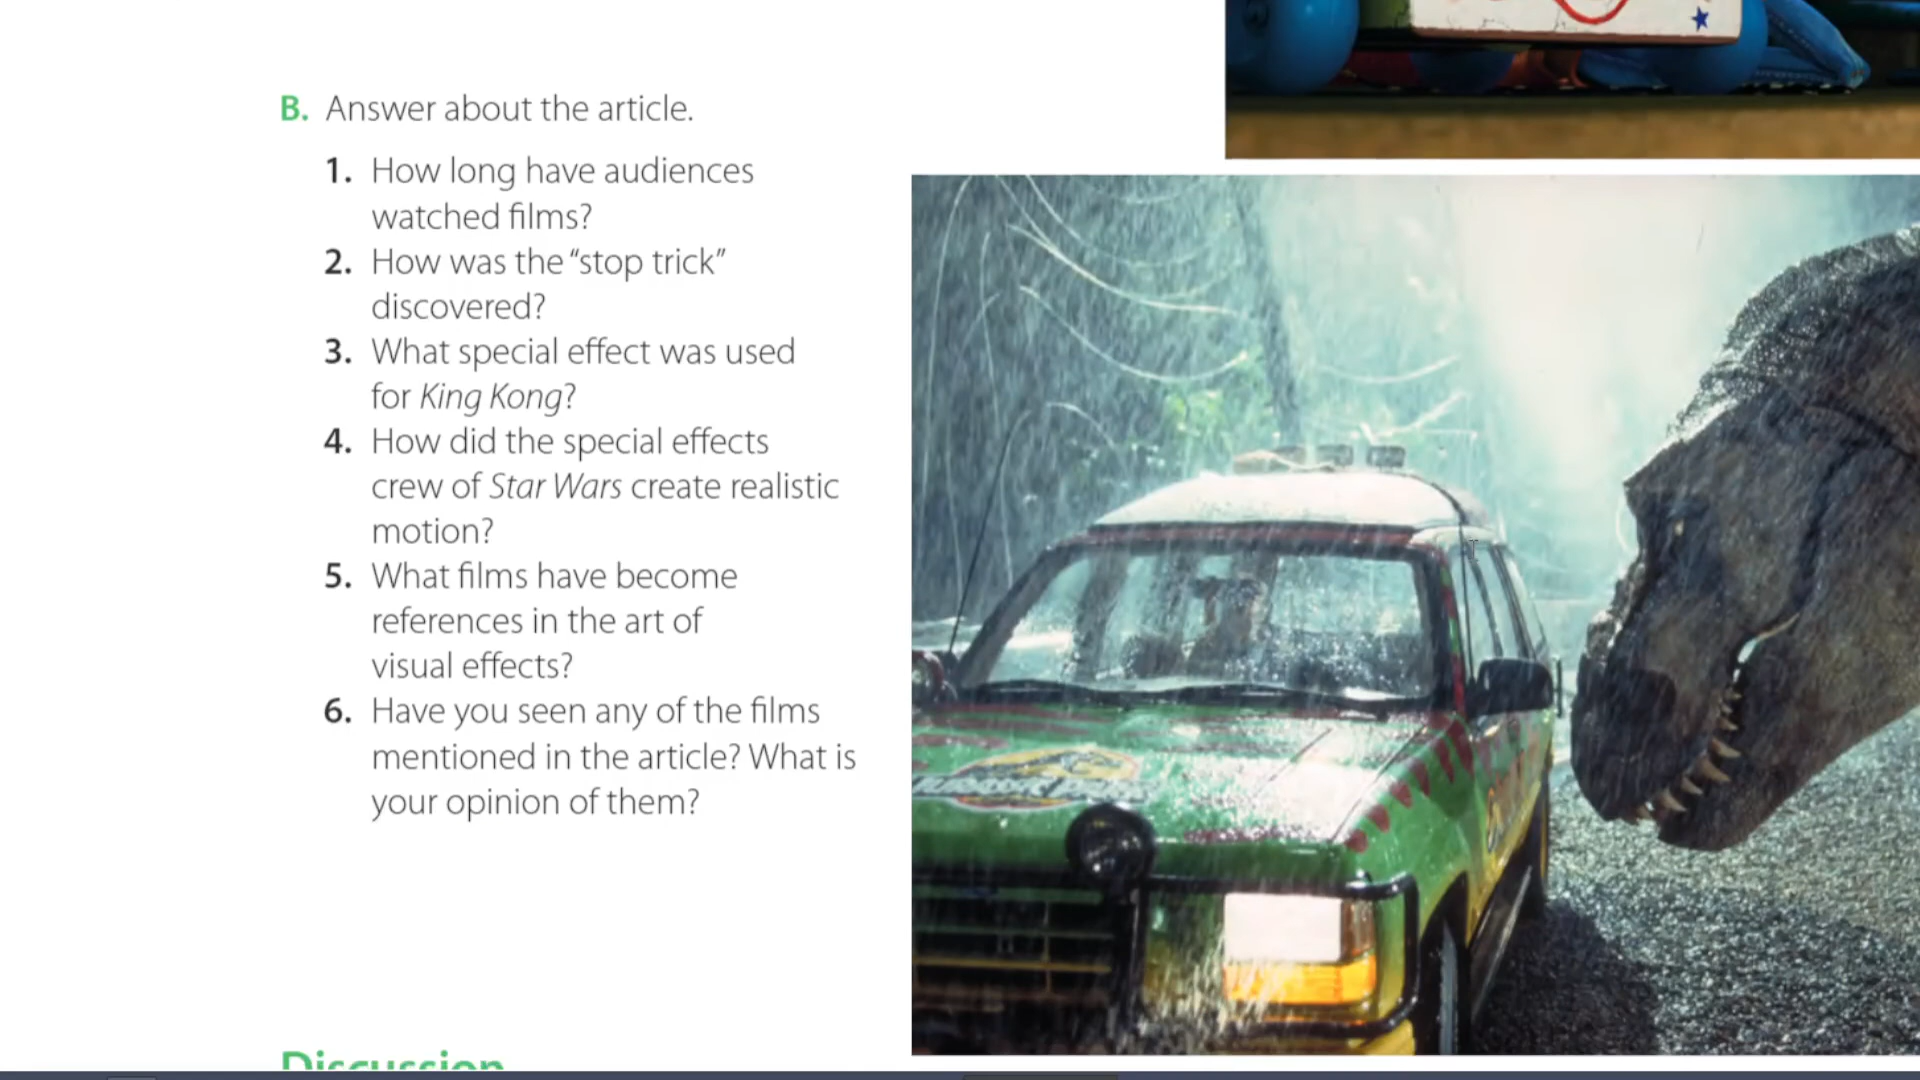 B. Answer about the article.
1. How long have audiences
watched films?
2. How was the “stop trick”
discovered?
3. What special effect was used
for King Kong?
4. How did the special effects
crew of Star Wars create realistic
motion?
5. What films have become
references in the art of
visual effects?
6. Have you seen any of the films
mentioned in the article? What is
your opinion of them?
Discussion